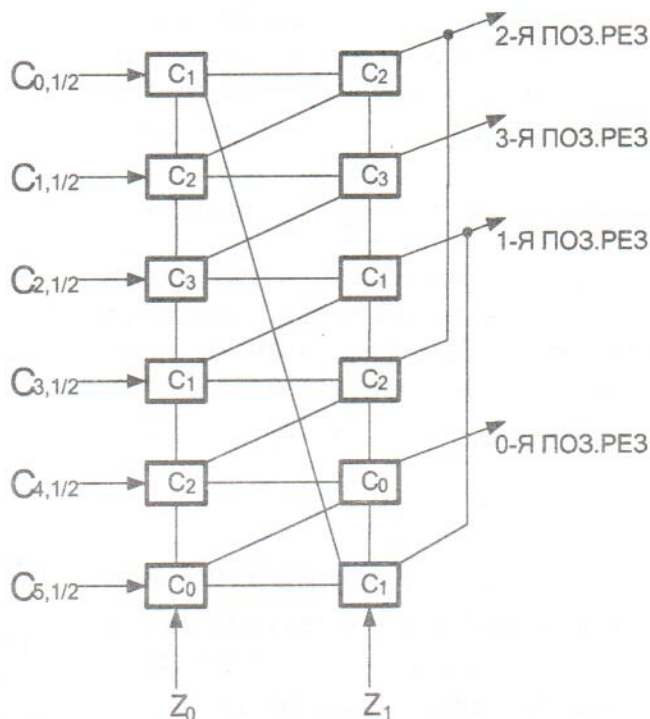 2-Я ПОЗ.РЕЗ
C0,1/2 C1 C2
3-Я ПОЗ.РЕЗ
C1,1/2 C2 C3
1-Я ПОЗ.РЕЗ
C2,1/2 C3 C1
C3,1/2 C1 C2
0-Я ПОЗ.РЕЗ
C4,1/2 C2 C0
C5,1/2 C0 C1
Z0 Z1